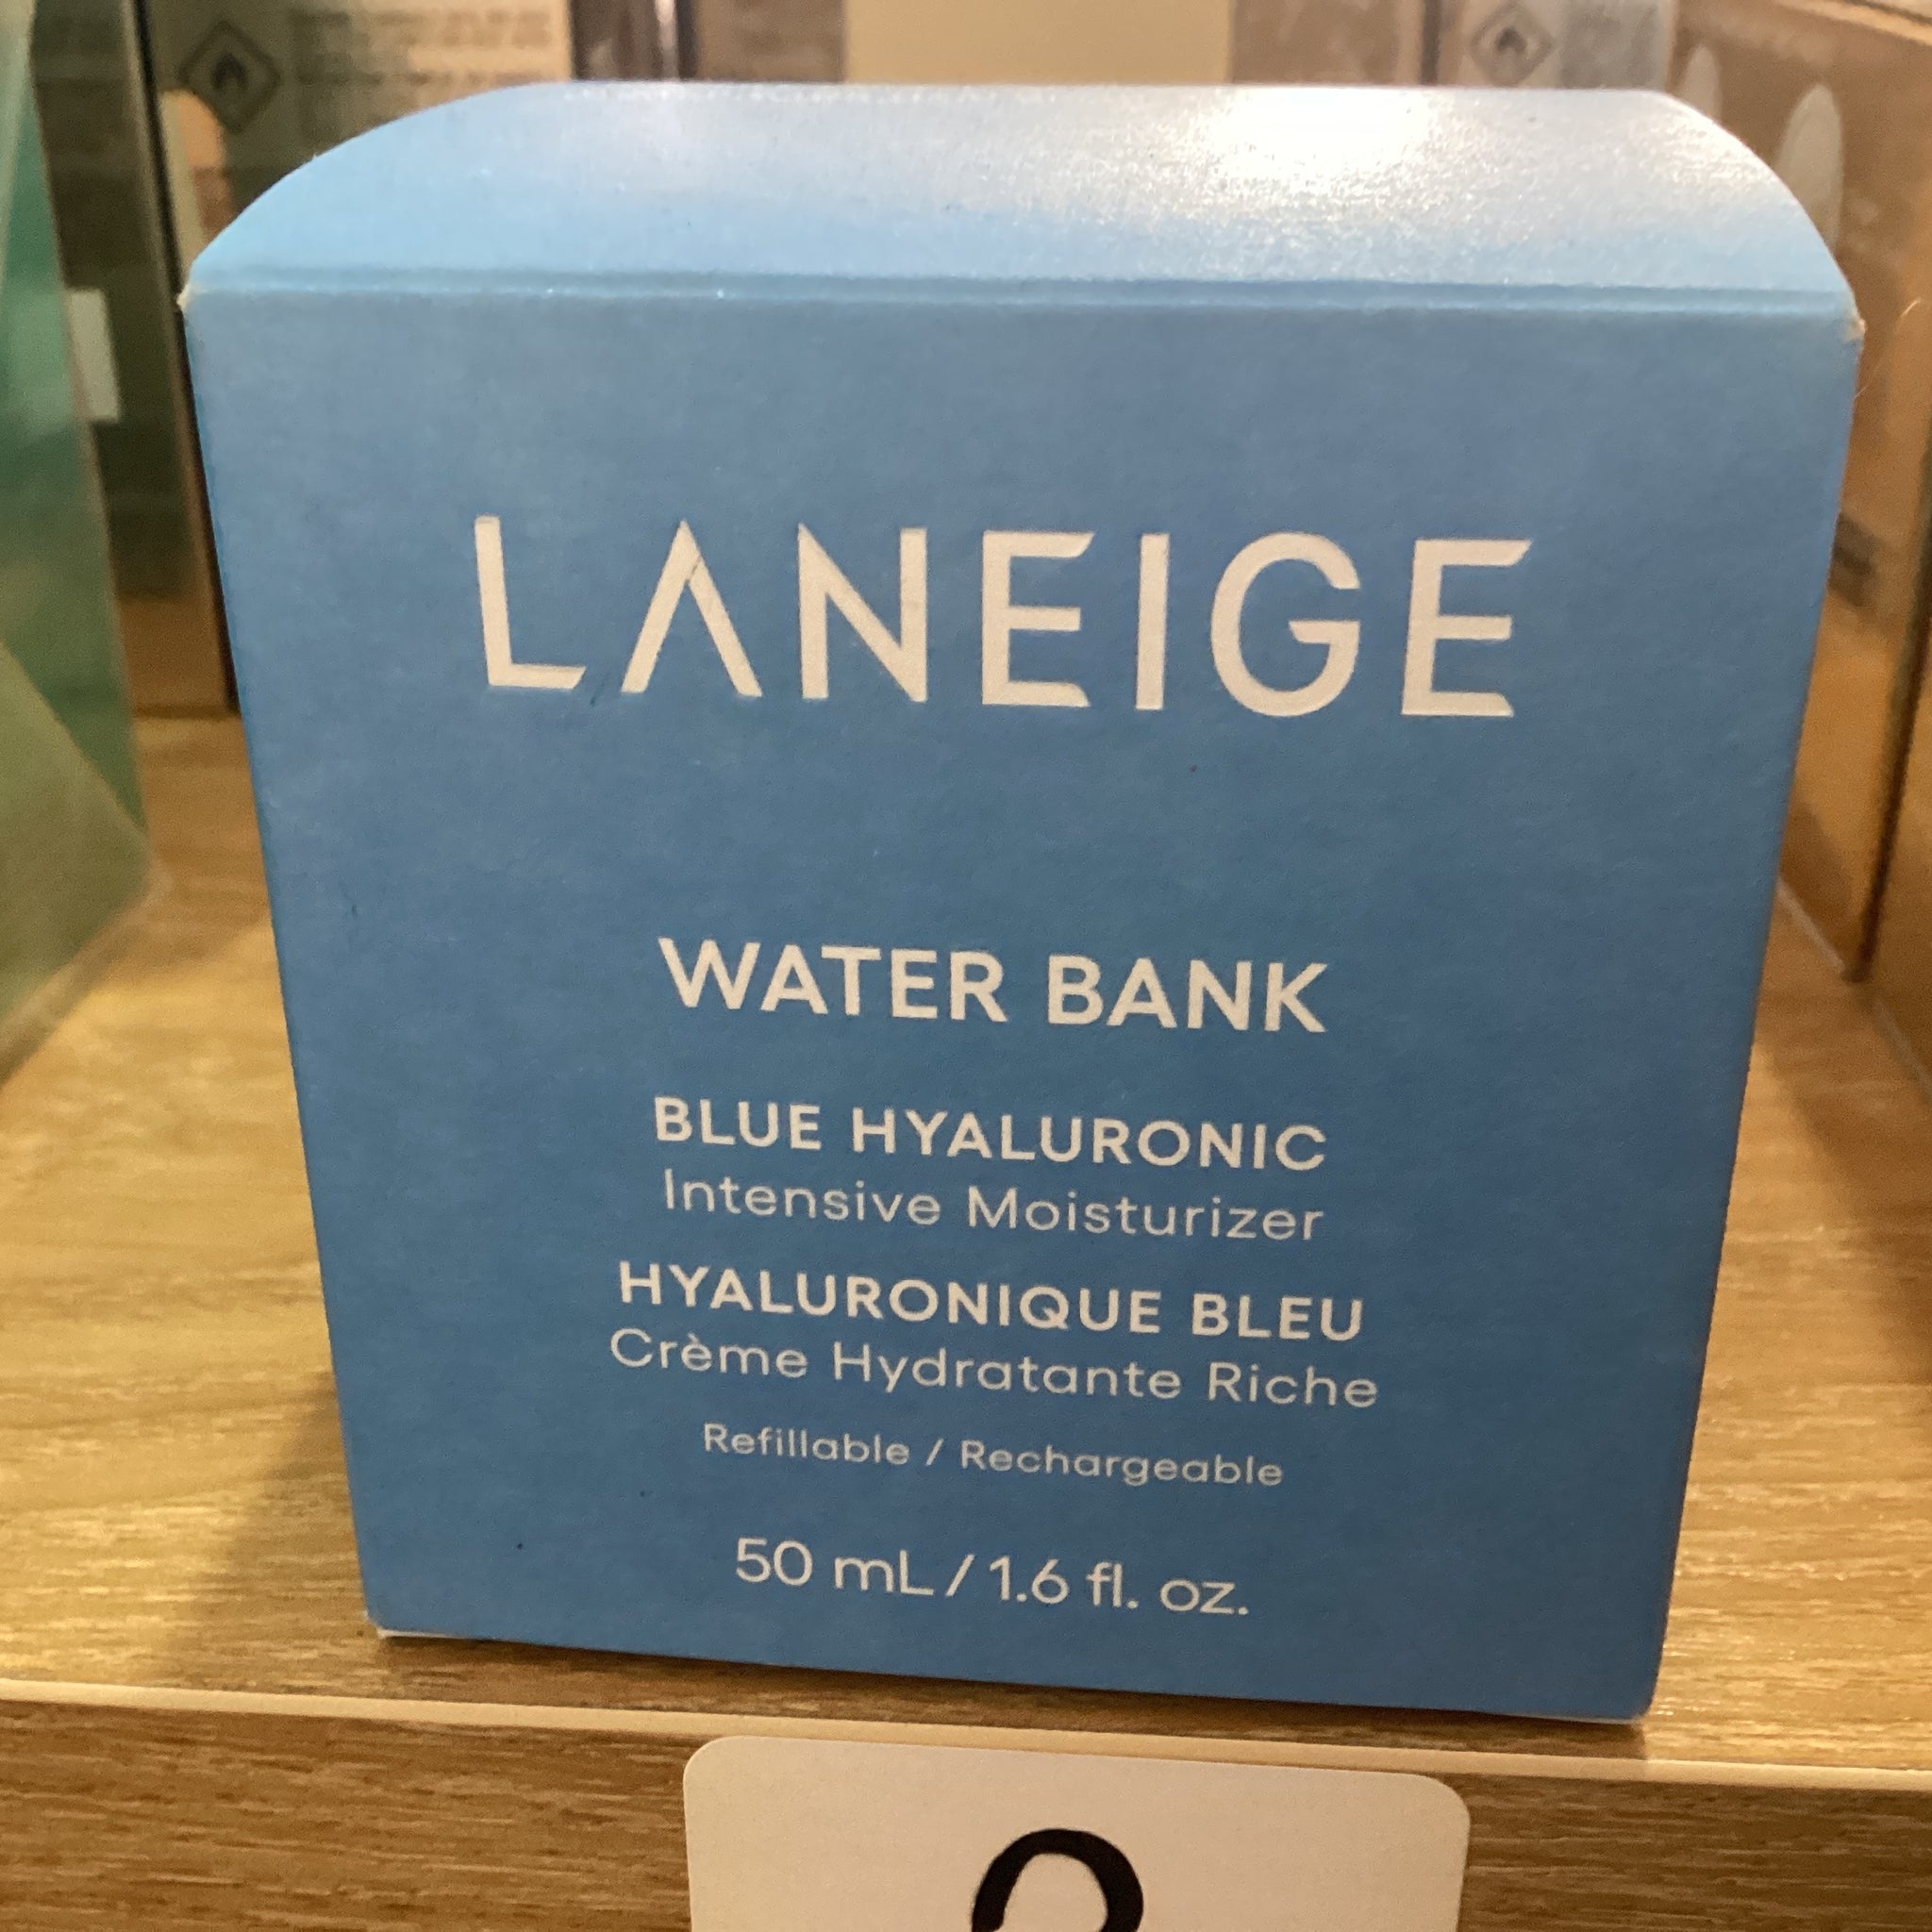 LANEIGE
WATER BANK
BLUE HYALURONIC
Intensive Moisturizer
HYALURONIQUE BLEU
Crème Hydratante Riche
Refillable / Rechargeable
50 mL / 1.6 fl. oz.